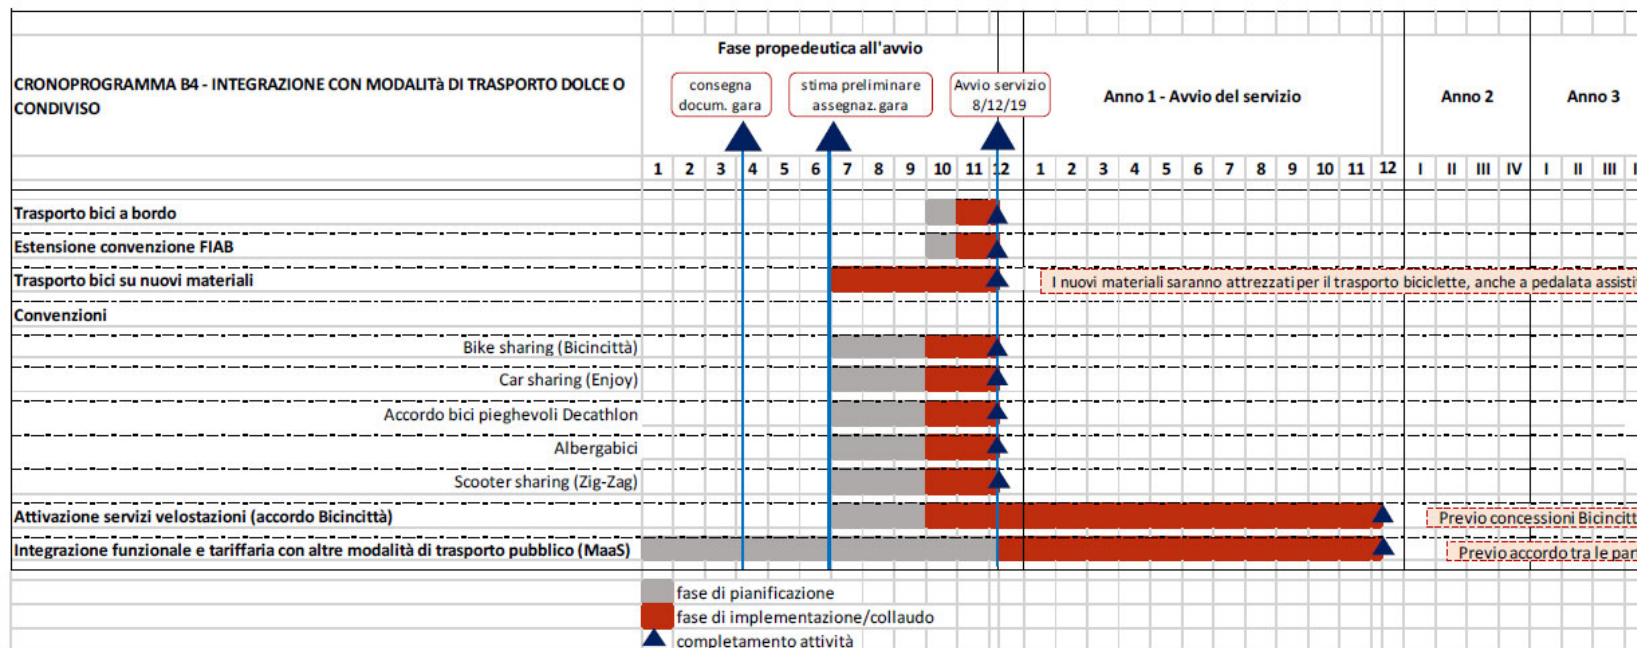 Fase propedeutica all'avvio
CRONOPROGRAMMA B4 - INTEGRAZIONE CON MODALITà DI TRASPORTO DOLCE O
CONDIVISO
consegna
docum. gara
stima preliminare
assegnaz. gara
Avvio servizio
8/12/19
Anno 1 - Avvio del servizio
Anno 2
Anno 3
1 2 3 4 5 6 7 8 9 10 11 12 1 2 3 4 5 6 7 8 9 10 11 12 I II III IV I II III
Trasporto bici a bordo
Estensione convenzione FIAB
Trasporto bici su nuovi materiali
I nuovi materiali saranno attrezzati per il trasporto biciclette, anche a pedalata assisti
Convenzioni
Bike sharing (Bicincittà)
Car sharing (Enjoy)
Accordo bici pieghevoli Decathlon
Albergabici
Scooter sharing (Zig-Zag)
Attivazione servizi velostazioni (accordo Bicincittà)
Previo concessioni Bicincitt
Integrazione funzionale e tariffaria con altre modalità di trasporto pubblico (MaaS)
Previo accordo tra le par
fase di pianificazione
fase di implementazione/collaudo
completamento attività